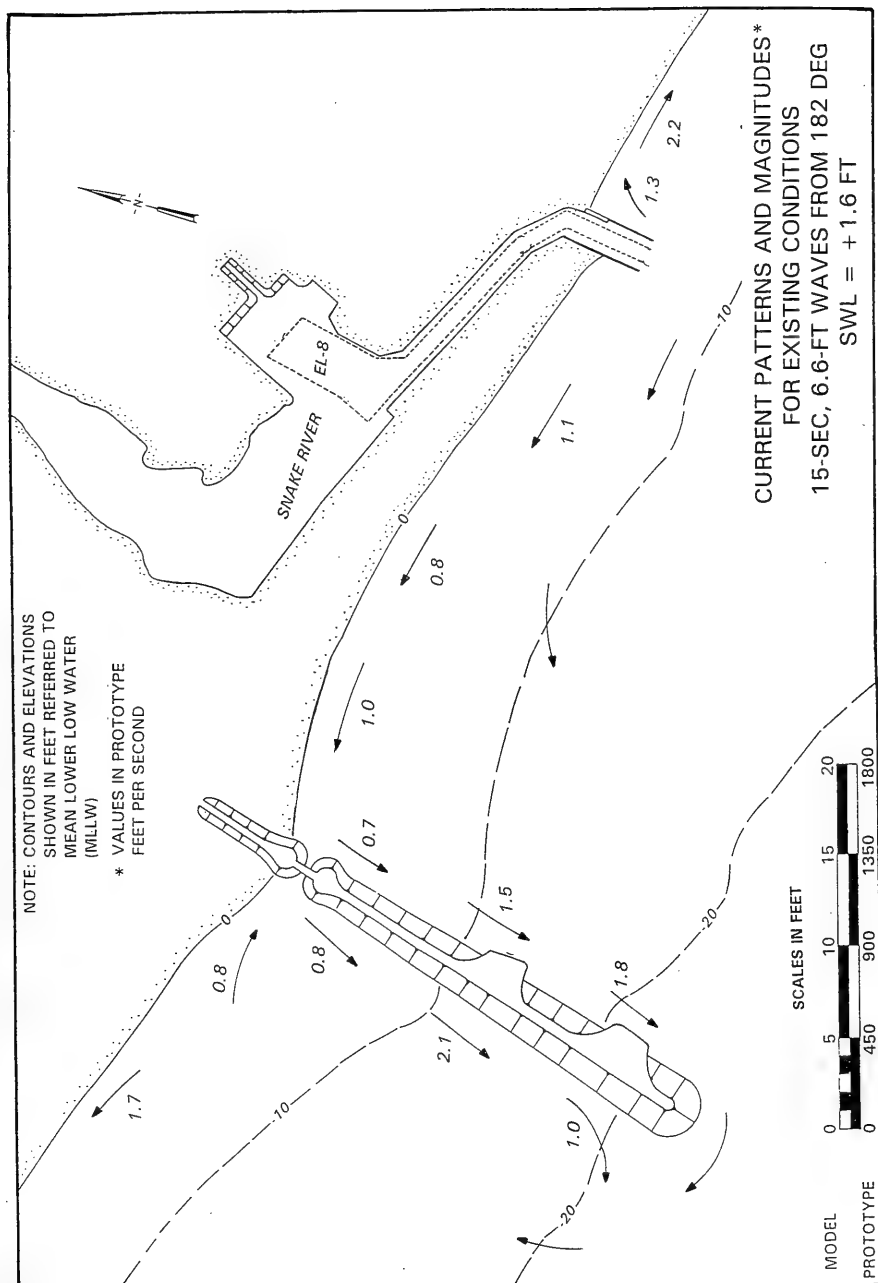 NOTE: CONTOURS AND ELEVATIONS
SHOWN IN FEET REFERRED TO
MEAN LOWER LOW WATER
(MLLW)
* VALUES IN PROTOTYPE
FEET PER SECOND
-N-
SNAKE RIVER
EL-8
0
0
1.7
0.8
0.8
0.7
1.0
0.8
1.1
1.3
2.2
2.1
1.5
1.8
1.0
-10
-10
-20
-20
CURRENT PATTERNS AND MAGNITUDES*
FOR EXISTING CONDITIONS
15-SEC, 6.6-FT WAVES FROM 182 DEG
SWL = +1.6 FT
SCALES IN FEET
MODEL 0 5 10 15 20
PROTOTYPE 0 450 900 1350 1800